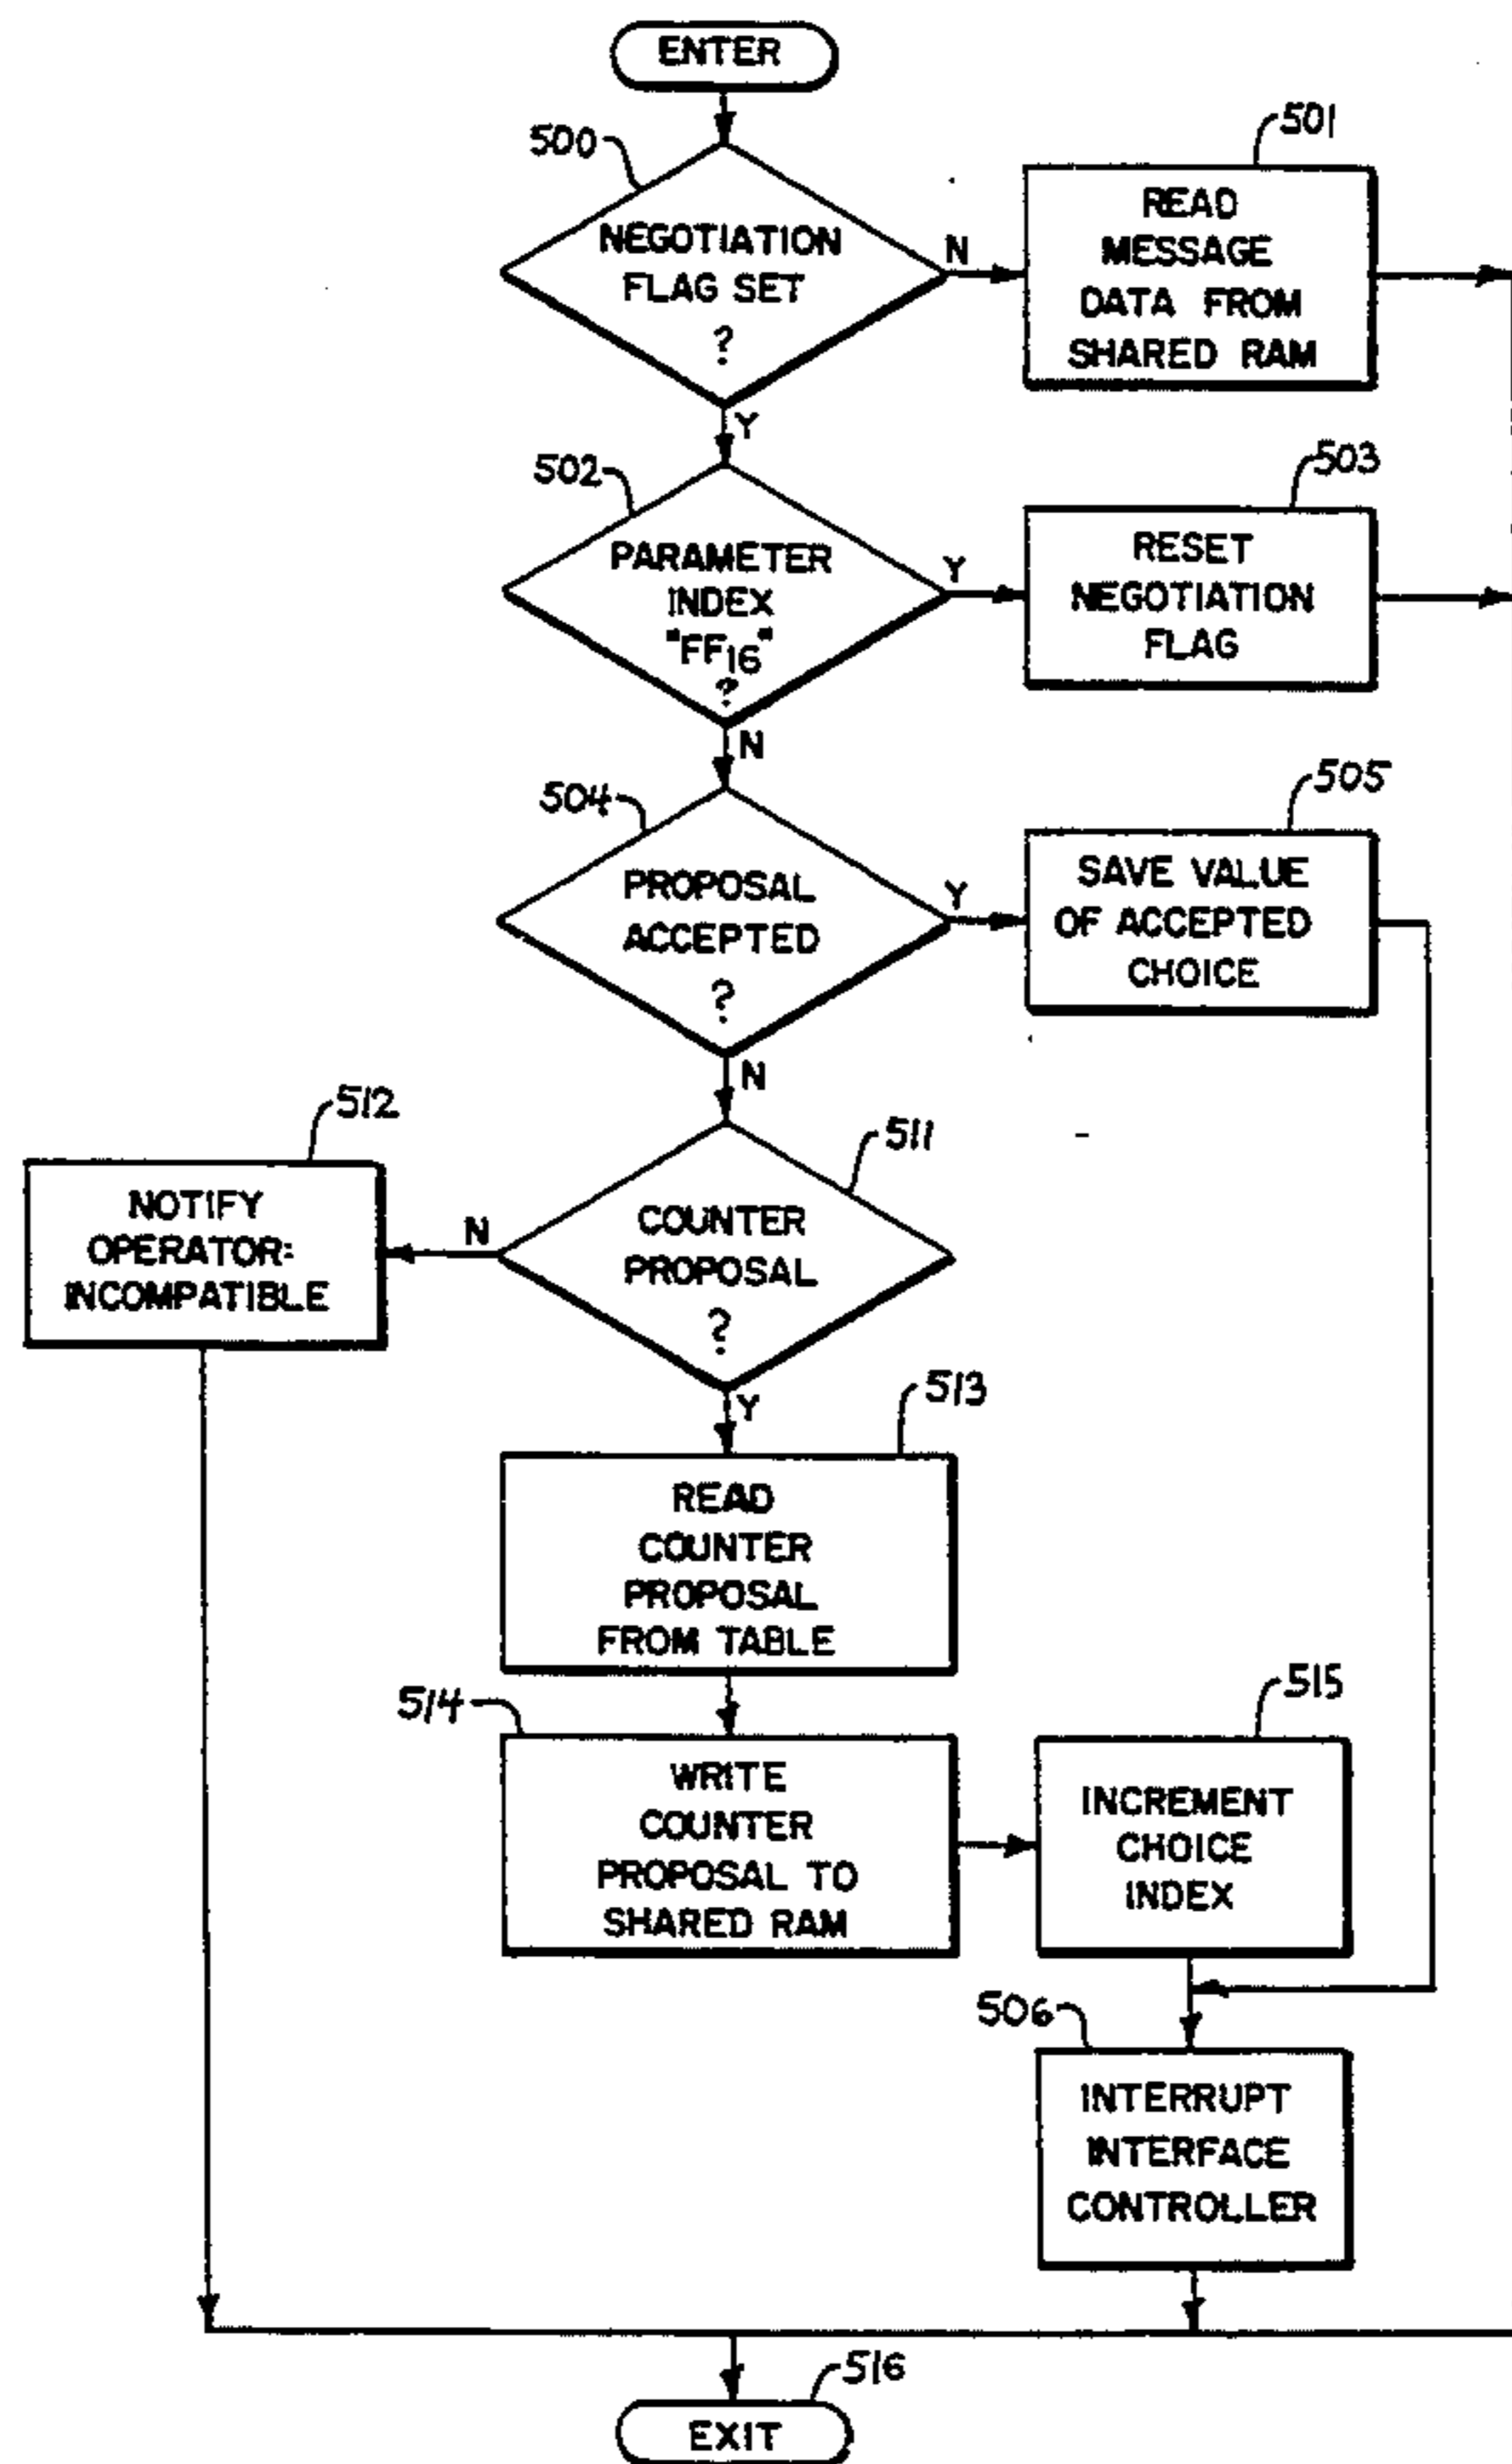 ENTER
500
NEGOTIATION
FLAG SET
?
N
501
READ
MESSAGE
DATA FROM
SHARED RAM
Y
502
PARAMETER
INDEX
"FF16"
?
Y
503
RESET
NEGOTIATION
FLAG
N
504
PROPOSAL
ACCEPTED
?
Y
505
SAVE VALUE
OF ACCEPTED
CHOICE
N
511
COUNTER
PROPOSAL
?
N
512
NOTIFY
OPERATOR:
INCOMPATIBLE
Y
513
READ
COUNTER
PROPOSAL
FROM TABLE
514
WRITE
COUNTER
PROPOSAL TO
SHARED RAM
515
INCREMENT
CHOICE
INDEX
506
INTERRUPT
INTERFACE
CONTROLLER
516
EXIT